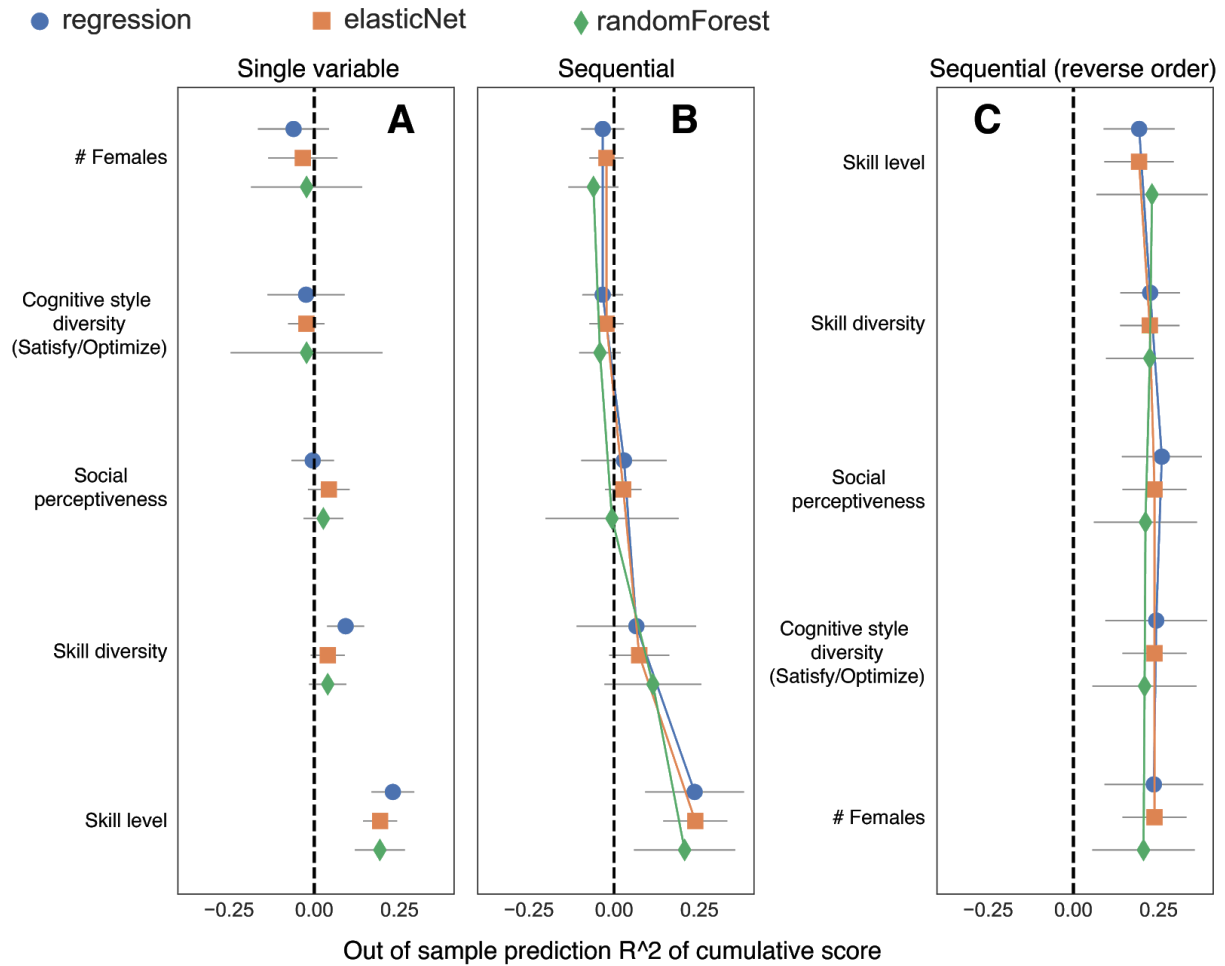 regression
elasticNet
randomForest
Single variable
Sequential
Sequential (reverse order)
A
B
C
# Females
Cognitive style
diversity
(Satisfy/Optimize)
Social
perceptiveness
Skill diversity
Skill level
Skill level
Skill diversity
Social
perceptiveness
Cognitive style
diversity
(Satisfy/Optimize)
# Females
−0.25 0.00 0.25
−0.25 0.00 0.25
−0.25 0.00 0.25
Out of sample prediction R^2 of cumulative score